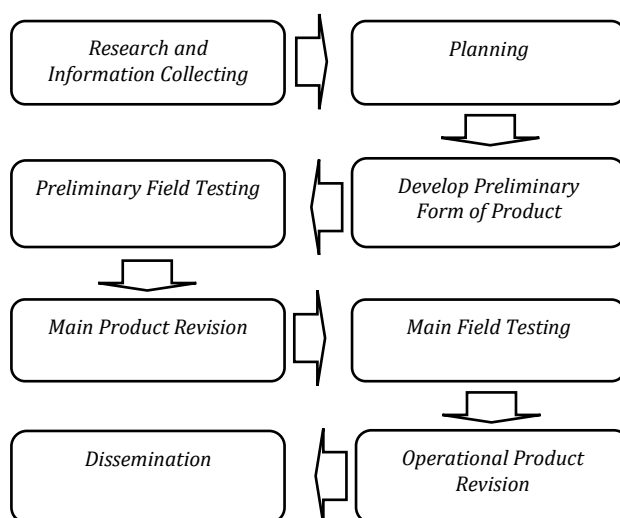 Research and
Information Collecting
Planning
Develop Preliminary
Form of Product
Preliminary Field Testing
Main Product Revision
Main Field Testing
Operational Product
Revision
Dissemination